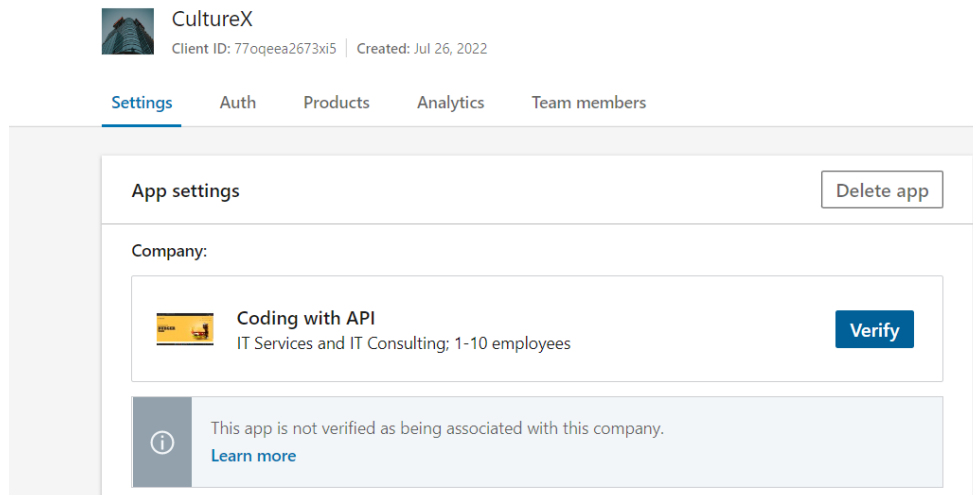 CultureX
Client ID: 77oqeea2673xi5 Created: Jul 26, 2022
Settings Auth Products Analytics Team members
App settings Delete app
Company:
Coding with API
IT Services and IT Consulting; 1-10 employees
Verify
This app is not verified as being associated with this company.
Learn more